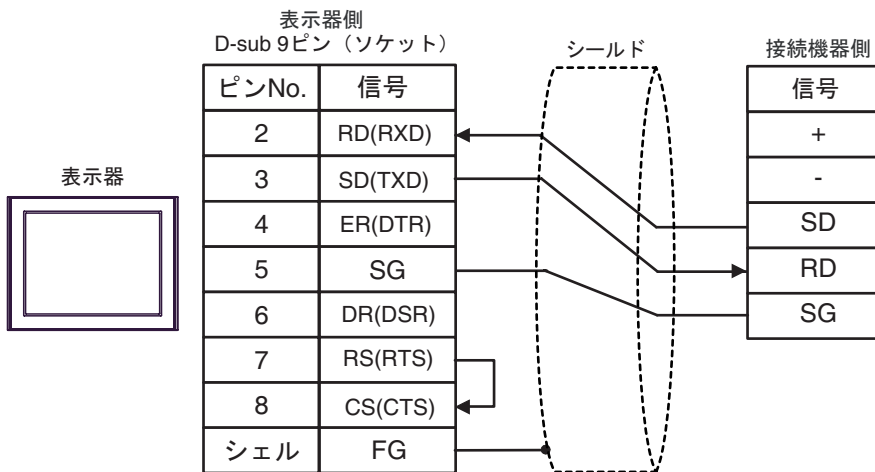 表示器側
D-sub 9ピン（ソケット）
シールド
接続機器側
ピンNo. 信号
信号
2 RD(RXD)
+
3 SD(TXD)
-
表示器
4 ER(DTR)
SD
5 SG
RD
6 DR(DSR)
SG
7 RS(RTS)
8 CS(CTS)
シェル FG